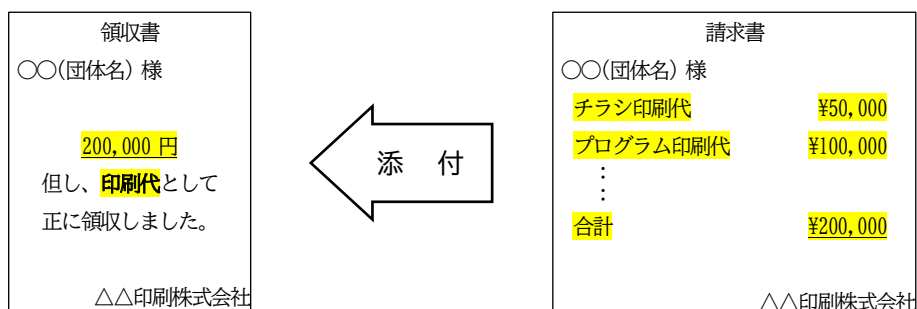 領収書
○○(団体名) 様
200,000 円
但し、印刷代として
正に領収しました。
△△印刷株式会社
添 付
請求書
○○(団体名) 様
チラシ印刷代 ¥50,000
プログラム印刷代 ¥100,000
：
：
合計 ¥200,000
△△印刷株式会社